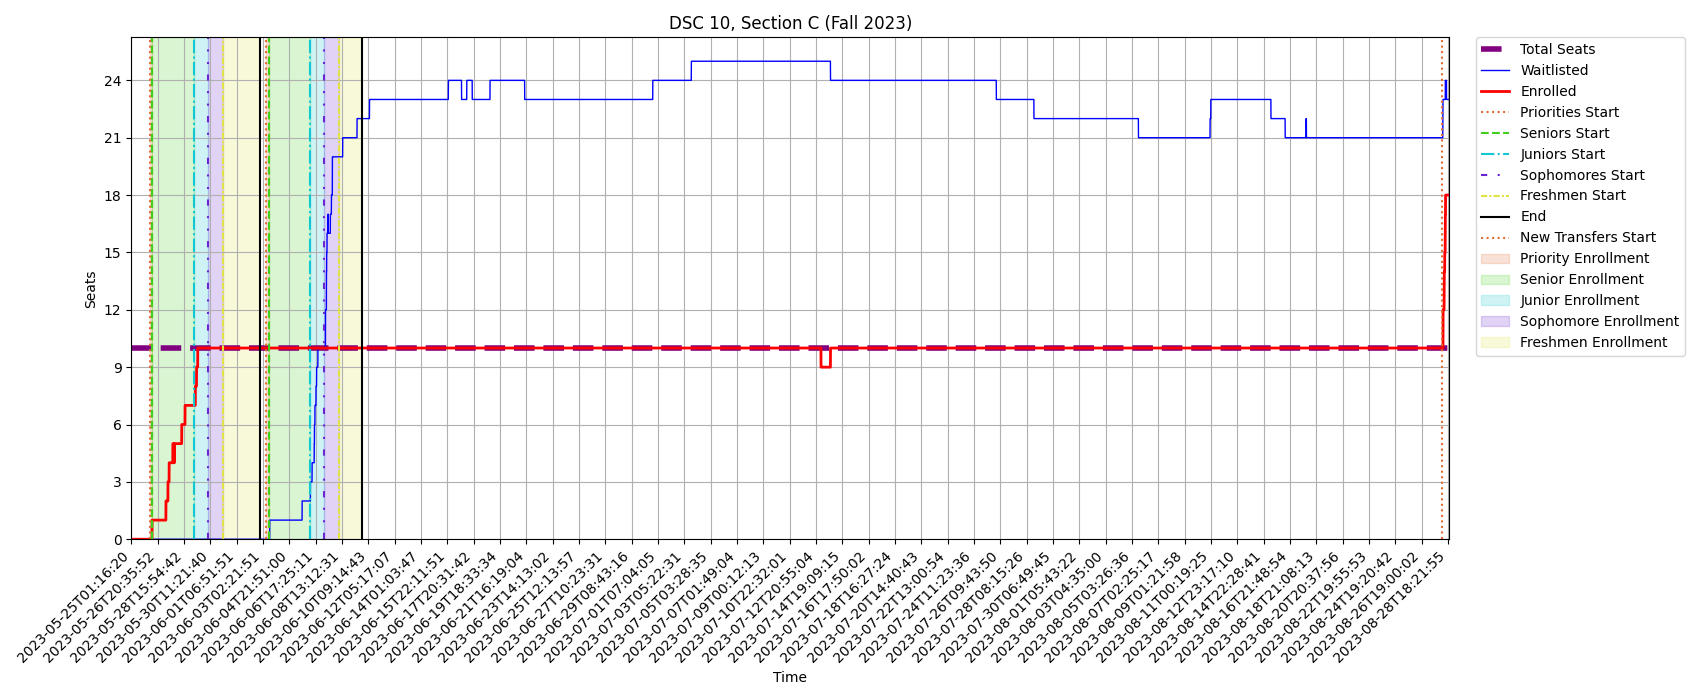 DSC 10, Section C (Fall 2023)
Seats
24
21
18
15
12
9
6
3
0
2023-05-25T01:16:20
2023-05-26T20:35:52
2023-05-28T15:54:42
2023-05-30T11:21:40
2023-06-01T06:51:51
2023-06-03T02:21:51
2023-06-04T21:51:00
2023-06-06T17:25:11
2023-06-08T13:12:31
2023-06-10T09:14:43
2023-06-12T05:17:07
2023-06-14T01:03:47
2023-06-15T22:11:51
2023-06-17T20:31:42
2023-06-19T18:33:34
2023-06-21T16:19:04
2023-06-23T14:13:02
2023-06-25T12:13:57
2023-06-27T10:23:31
2023-06-29T08:43:16
2023-07-01T07:04:05
2023-07-03T05:22:31
2023-07-05T03:28:35
2023-07-07T01:49:04
2023-07-09T00:12:13
2023-07-10T22:32:01
2023-07-12T20:55:04
2023-07-14T19:09:15
2023-07-16T17:50:02
2023-07-18T16:27:24
2023-07-20T14:40:43
2023-07-22T13:00:54
2023-07-24T11:23:36
2023-07-26T09:43:50
2023-07-28T08:15:26
2023-07-30T06:49:45
2023-08-01T05:43:22
2023-08-03T04:35:00
2023-08-05T03:26:36
2023-08-07T02:25:17
2023-08-09T01:21:58
2023-08-11T00:19:25
2023-08-12T23:17:10
2023-08-14T22:28:41
2023-08-16T21:48:54
2023-08-18T21:08:13
2023-08-20T20:37:56
2023-08-22T19:55:53
2023-08-24T19:20:42
2023-08-26T19:00:02
2023-08-28T18:21:55
Time
Total Seats
Waitlisted
Enrolled
Priorities Start
Seniors Start
Juniors Start
Sophomores Start
Freshmen Start
End
New Transfers Start
Priority Enrollment
Senior Enrollment
Junior Enrollment
Sophomore Enrollment
Freshmen Enrollment